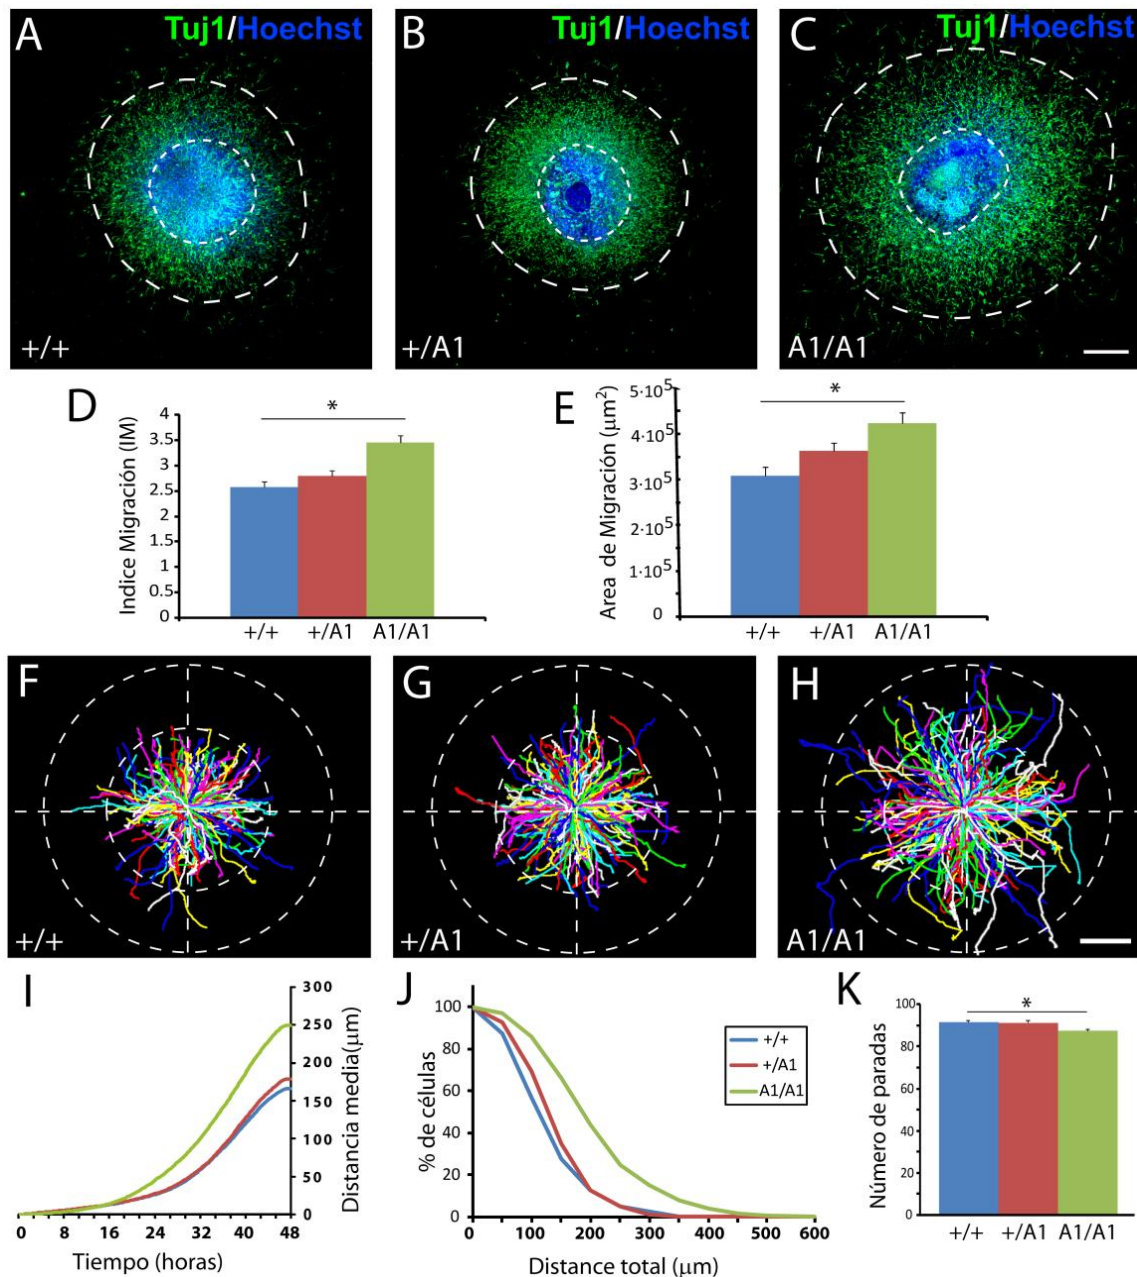 A
Tuj1/Hoechst
+/+
B
Tuj1/Hoechst
+/A1
C
Tuj1/Hoechst
A1/A1
D
*
Indice Migración (IM)
4
3.5
3
2.5
2
1.5
1
0.5
0
+/+ +/A1 A1/A1
E
*
Area de Migración (μm²)
5·10⁵
4·10⁵
3·10⁵
2·10⁵
1·10⁵
0
+/+ +/A1 A1/A1
F
+/+
G
+/A1
H
A1/A1
I
300
250
200
150
100
50
0
Distancia media(μm)
0 8 16 24 32 40 48
Tiempo (horas)
J
% de células
100
80
60
40
20
0
0 100 200 300 400 500 600
Distance total (μm)
+/+
+/A1
A1/A1
K
*
Número de paradas
100
80
60
40
20
0
+/+ +/A1 A1/A1